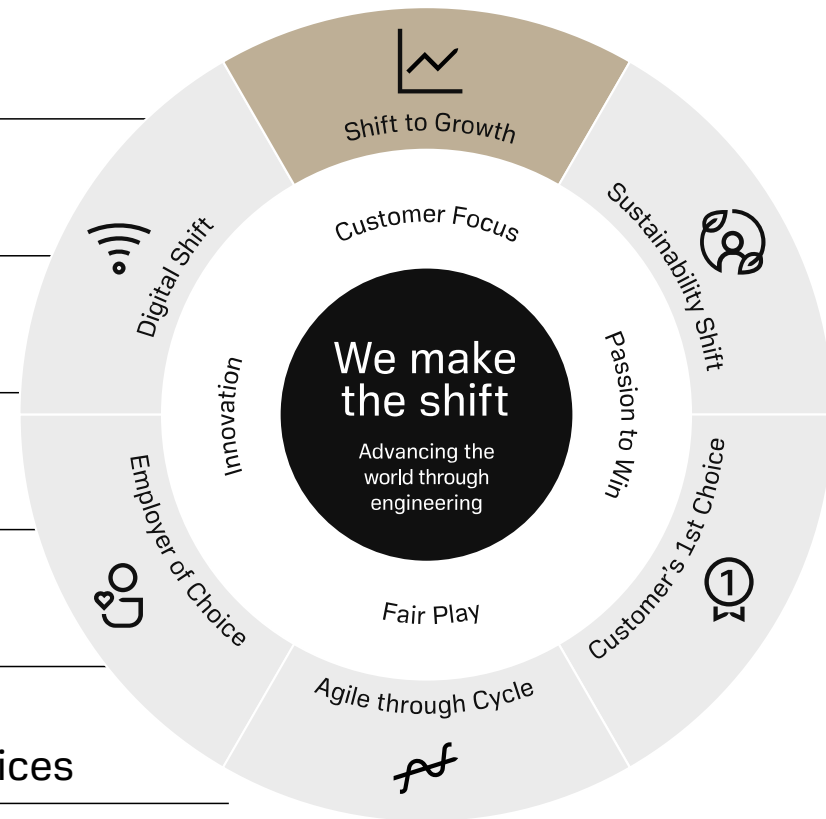 Shift to Growth
Customer Focus
Sustainability Shift
Digital Shift
We make
the shift
Advancing the
world through
engineering
Innovation
Passion to Win
Employer of Choice
Customer's 1st Choice
1
Fair Play
Agile through Cycle
ices